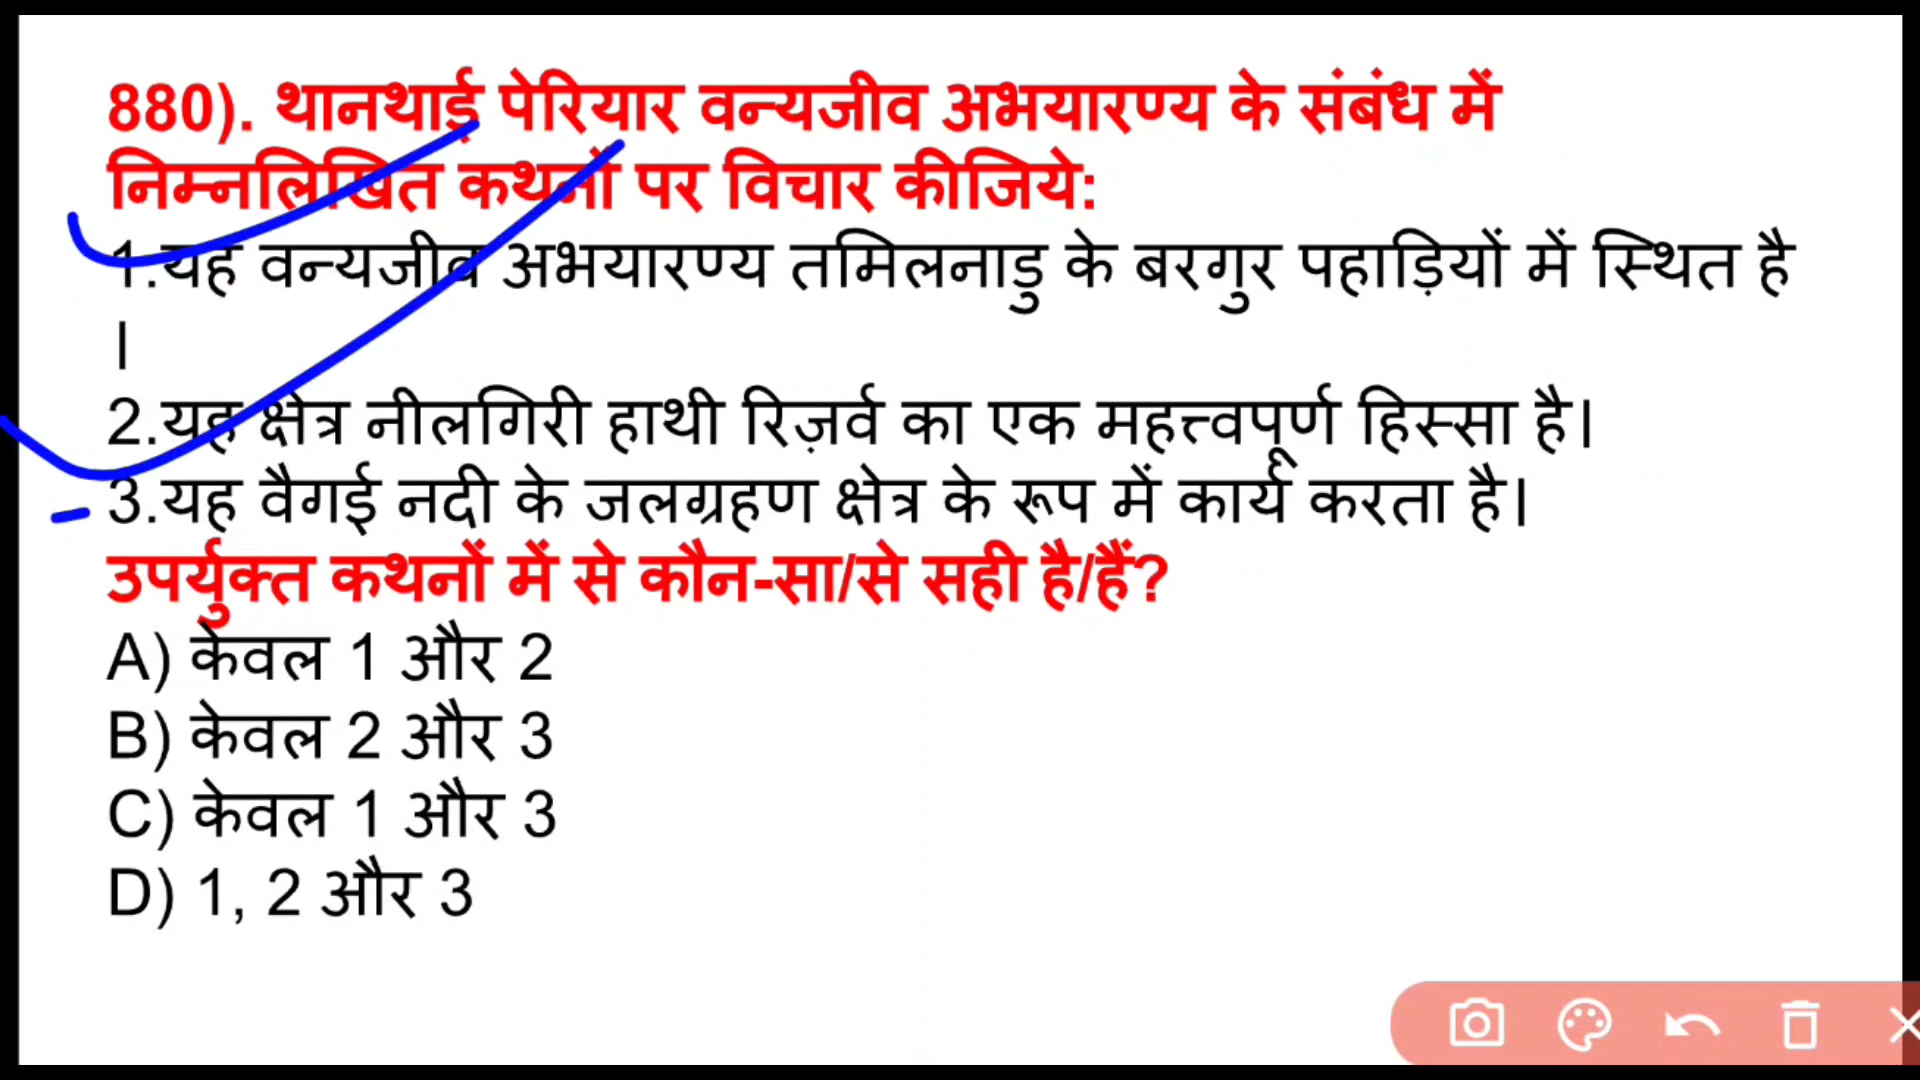 880). थानथाई पेरियार वन्यजीव अभयारण्य के संबंध में
निम्नलिखित कथनों पर विचार कीजिये:
1.यह वन्यजीव अभयारण्य तमिलनाडु के बरगुर पहाड़ियों में स्थित है
।
2.यह क्षेत्र नीलगिरी हाथी रिज़र्व का एक महत्त्वपूर्ण हिस्सा है।
3.यह वैगई नदी के जलग्रहण क्षेत्र के रूप में कार्य करता है।
उपर्युक्त कथनों में से कौन-सा/से सही है/हैं?
A) केवल 1 और 2
B) केवल 2 और 3
C) केवल 1 और 3
D) 1, 2 और 3